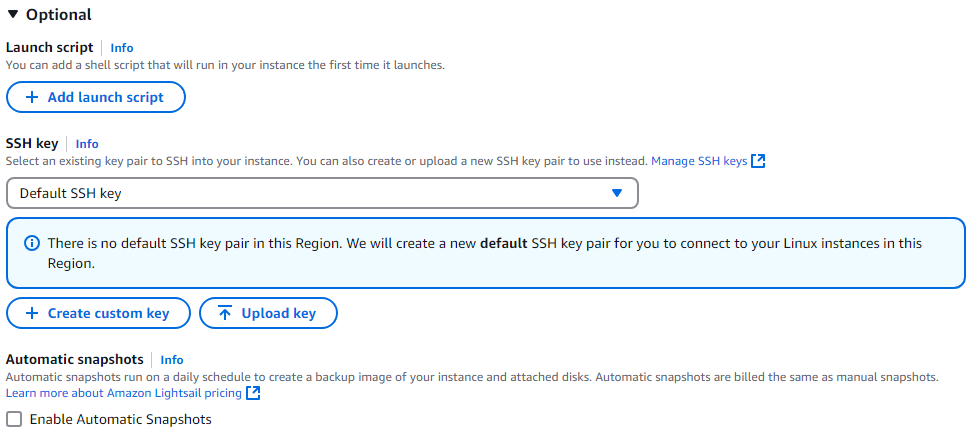 Optional
Launch script Info
You can add a shell script that will run in your instance the first time it launches.
Add launch script
SSH key Info
Select an existing key pair to SSH into your instance. You can also create or upload a new SSH key pair to use instead. Manage SSH keys
Default SSH key
There is no default SSH key pair in this Region. We will create a new default SSH key pair for you to connect to your Linux instances in this
Region.
Create custom key Upload key
Automatic snapshots Info
Automatic snapshots run on a daily schedule to create a backup image of your instance and attached disks. Automatic snapshots are billed the same as manual snapshots.
Learn more about Amazon Lightsail pricing
Enable Automatic Snapshots